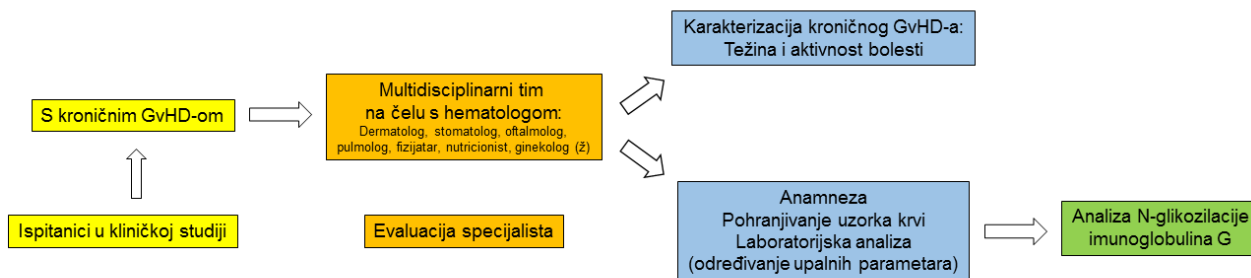 S kroničnim GvHD-om
Ispitanici u kliničkoj studiji
Multidisciplinarni tim
na čelu s hematologom:
Dermatolog, stomatolog, oftalmolog,
pulmolog, fizijatar, nutricionist, ginekolog (ž)
Evaluacija specijalista
Karakterizacija kroničnog GvHD-a:
Težina i aktivnost bolesti
Anamneza
Pohranjivanje uzorka krvi
Laboratorijska analiza
(određivanje upalnih parametara)
Analiza N-glikozilacije
imunoglobulina G